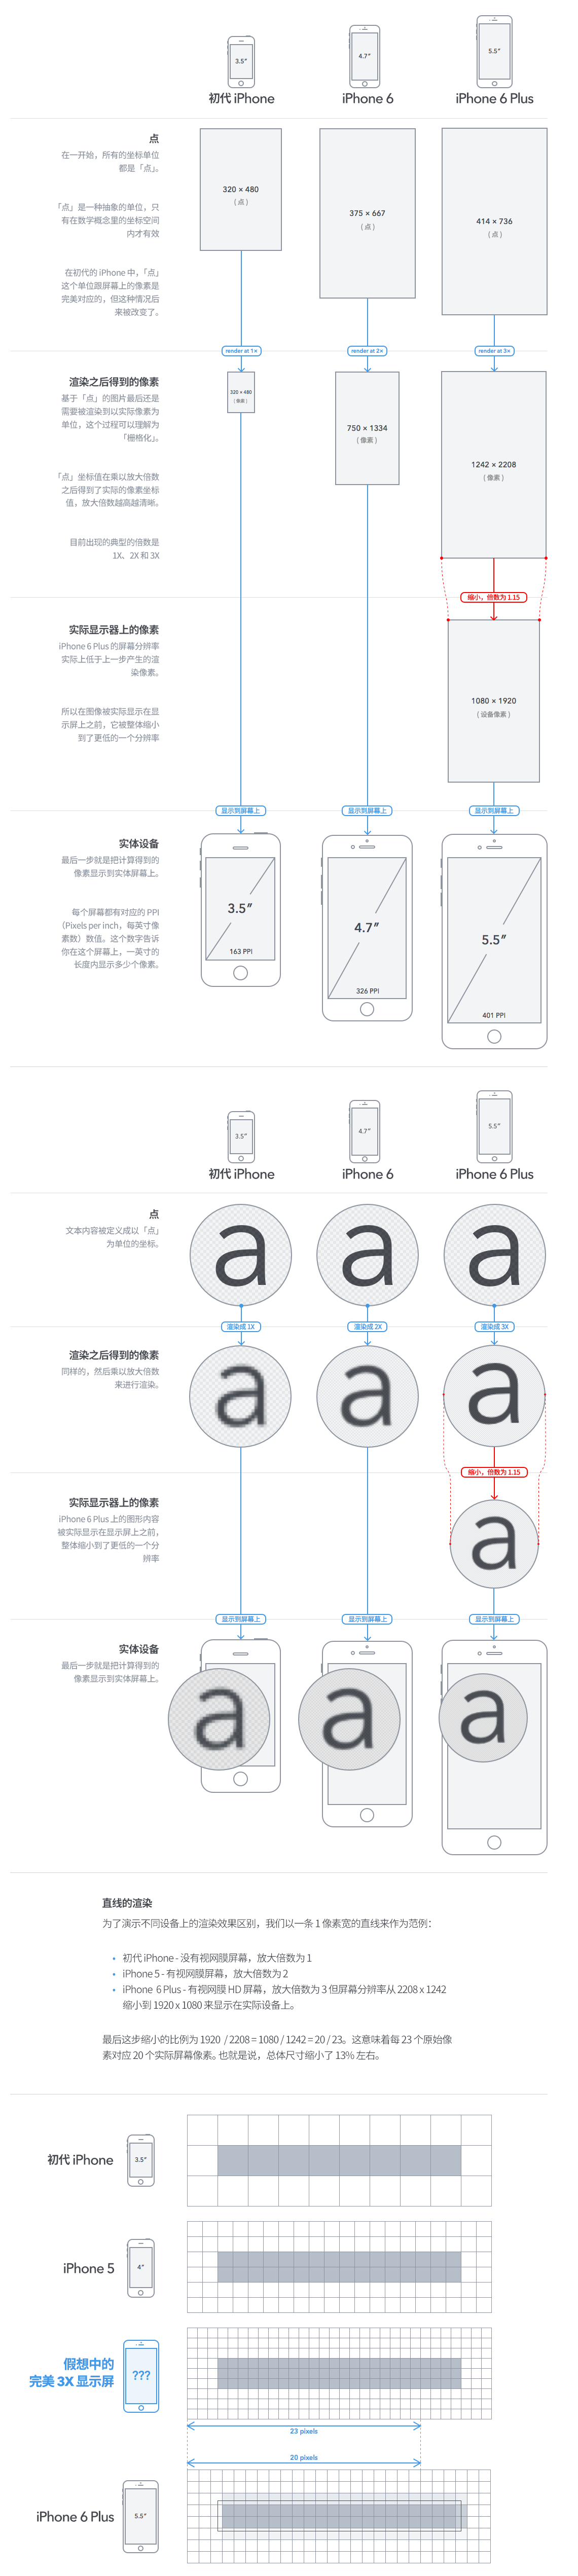 3.5″
4.7″
5.5″
初代 iPhone
iPhone 6
iPhone 6 Plus
点
在一开始，所有的坐标单位
都是「点」。
「点」是一种抽象的单位，只
有在数学概念里的坐标空间
内才有效
在初代的 iPhone 中，「点」
这个单位跟屏幕上的像素是
完美对应的，但这种情况后
来被改变了。
320 × 480
( 点 )
375 × 667
( 点 )
414 × 736
( 点 )
render at 1×
render at 2×
render at 3×
渲染之后得到的像素
基于「点」的图片最后还是
需要被渲染到以实际像素为
单位，这个过程可以理解为
「栅格化」。
「点」坐标值在乘以放大倍数
之后得到了实际的像素坐标
值，放大倍数越高越清晰。
目前出现的典型的倍数是
1X、2X 和 3X
320 × 480
( 像素 )
750 × 1334
( 像素 )
1242 × 2208
( 像素 )
缩小，倍数为 1.15
实际显示器上的像素
iPhone 6 Plus 的屏幕分辨率
实际上低于上一步产生的渲
染像素。
所以在图像被实际显示在显
示屏上之前，它被整体缩小
到了更低的一个分辨率
1080 × 1920
( 设备像素 )
显示到屏幕上
显示到屏幕上
显示到屏幕上
实体设备
最后一步就是把计算得到的
像素显示到实体屏幕上。
每个屏幕都有对应的 PPI
（Pixels per inch，每英寸像
素数）数值。这个数字告诉
你在这个屏幕上，一英寸的
长度内显示多少个像素。
3.5″
163 PPI
4.7″
326 PPI
5.5″
401 PPI
3.5″
4.7″
5.5″
初代 iPhone
iPhone 6
iPhone 6 Plus
点
文本内容被定义成以「点」
为单位的坐标。
a
a
a
渲染成 1X
渲染成 2X
渲染成 3X
渲染之后得到的像素
同样的，然后乘以放大倍数
来进行渲染。
a
a
a
缩小，倍数为 1.15
实际显示器上的像素
iPhone 6 Plus 上的图形内容
被实际显示在显示屏上之前，
整体缩小到了更低的一个分
辨率
a
显示到屏幕上
显示到屏幕上
显示到屏幕上
实体设备
最后一步就是把计算得到的
像素显示到实体屏幕上。
a
a
a
直线的渲染
为了演示不同设备上的渲染效果区别，我们以一条 1 像素宽的直线来作为范例：
• 初代 iPhone - 没有视网膜屏幕，放大倍数为 1
• iPhone 5 - 有视网膜屏幕，放大倍数为 2
• iPhone 6 Plus - 有视网膜 HD 屏幕，放大倍数为 3 但屏幕分辨率从 2208 x 1242
缩小到 1920 x 1080 来显示在实际设备上。
最后这步缩小的比例为 1920 / 2208 = 1080 / 1242 = 20 / 23。这意味着每 23 个原始像
素对应 20 个实际屏幕像素。也就是说，总体尺寸缩小了 13% 左右。
初代 iPhone
3.5″
iPhone 5
4″
假想中的
完美 3X 显示屏
???
23 pixels
20 pixels
iPhone 6 Plus
5.5″